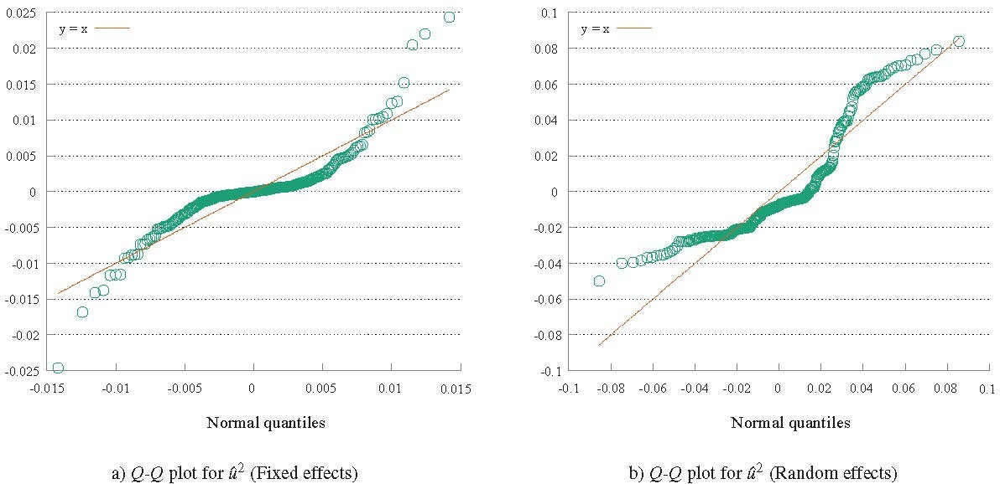 0.025
y = x
0.02
0.015
0.01
0.005
0
-0.005
-0.01
-0.015
-0.02
-0.025
-0.015 -0.01 -0.005 0 0.005 0.01 0.015
Normal quantiles
a) Q-Q plot for û² (Fixed effects)
0.1
y = x
0.08
0.06
0.04
0.02
0
-0.02
-0.04
-0.06
-0.08
-0.1
-0.1 -0.08 -0.06 -0.04 -0.02 0 0.02 0.04 0.06 0.08 0.1
Normal quantiles
b) Q-Q plot for û² (Random effects)